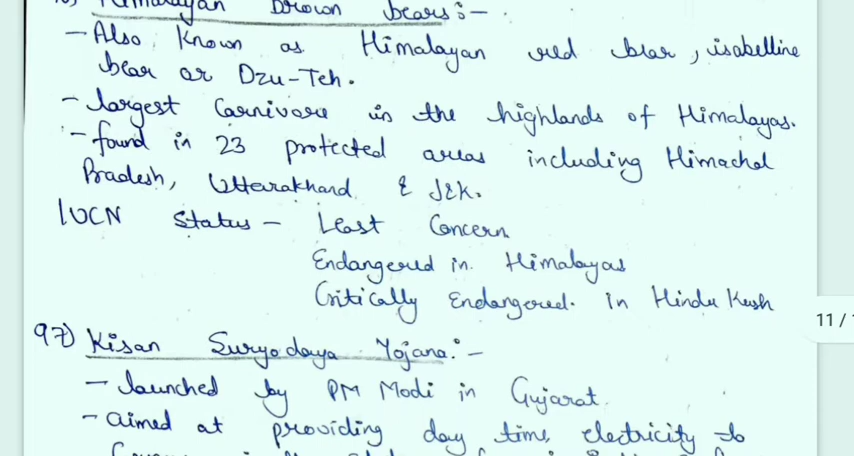 Himalayan Brown bears:-
- Also Known as Himalayan red bear, isabelline
bear or Dzu-Teh.
- largest Carnivore in the highlands of Himalayas.
- found in 23 protected areas including Himachal
Pradesh, Uttarakhand & J&K.
IUCN Status - Least Concern
Endangered in Himalayas
Critically Endangered. in Hindu Kush
11 /
97) Kisan Suryodaya Yojana:-
- launched by PM Modi in Gujarat.
- aimed at providing day time electricity to